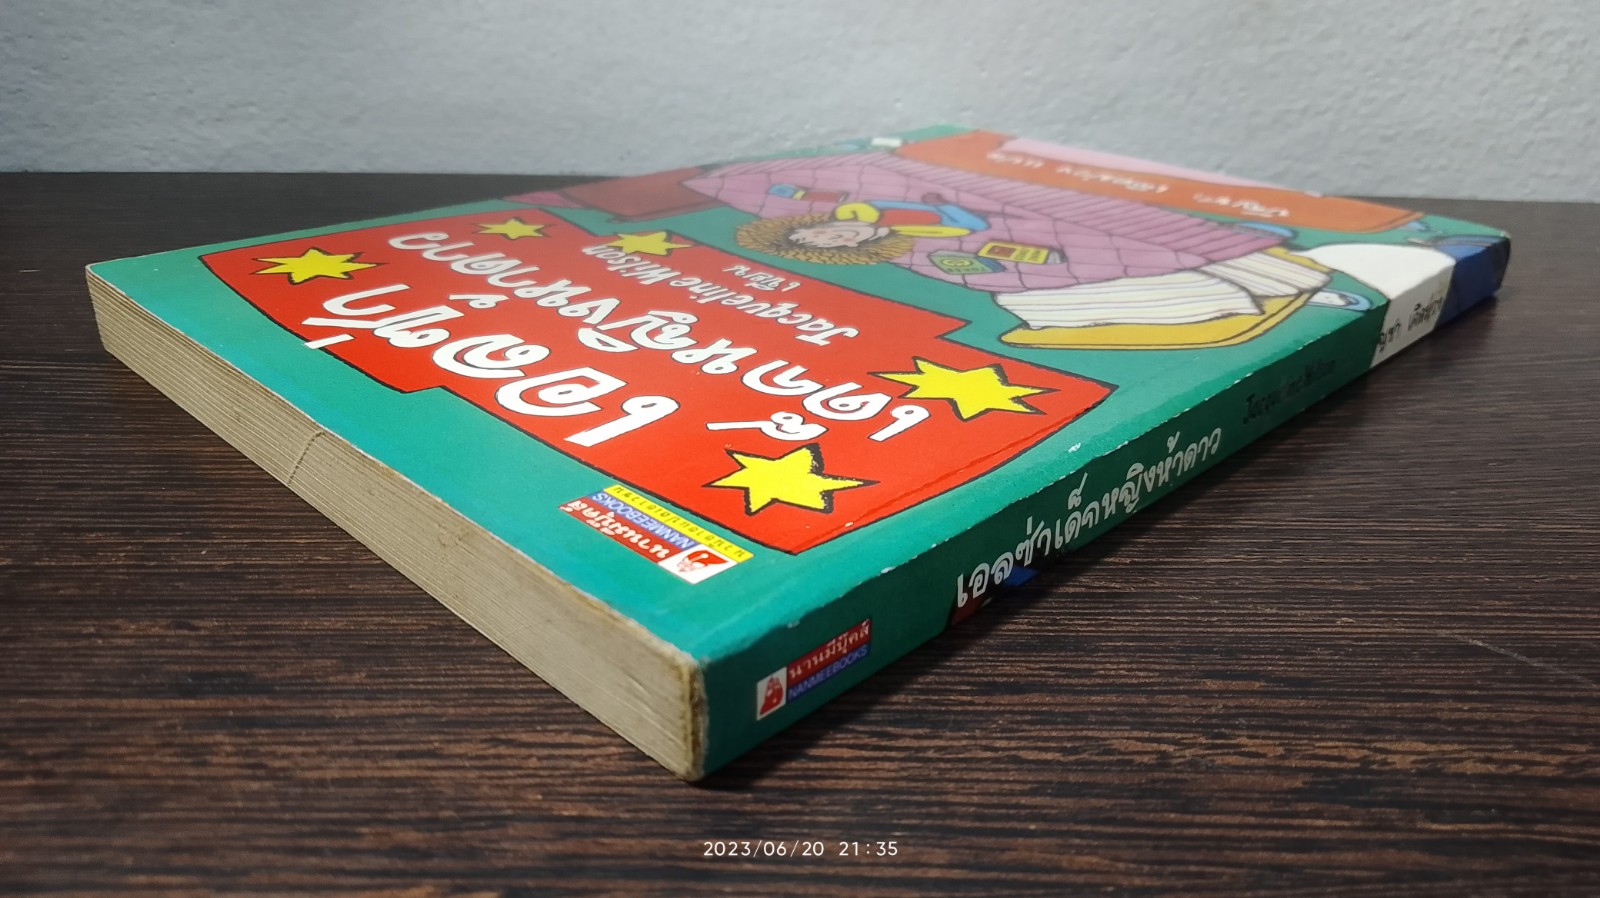 เอลซ่า
เด็กหญิงห้าดาว
Jacqueline Wilson
เขียน
นานมีบุ๊คส์
NANMEEBOOKS
เอลซ่าเด็กหญิงห้าดาว
Jacqueline Wilson
นานมีบุ๊คส์
NANMEEBOOKS
2023/06/20 21:35